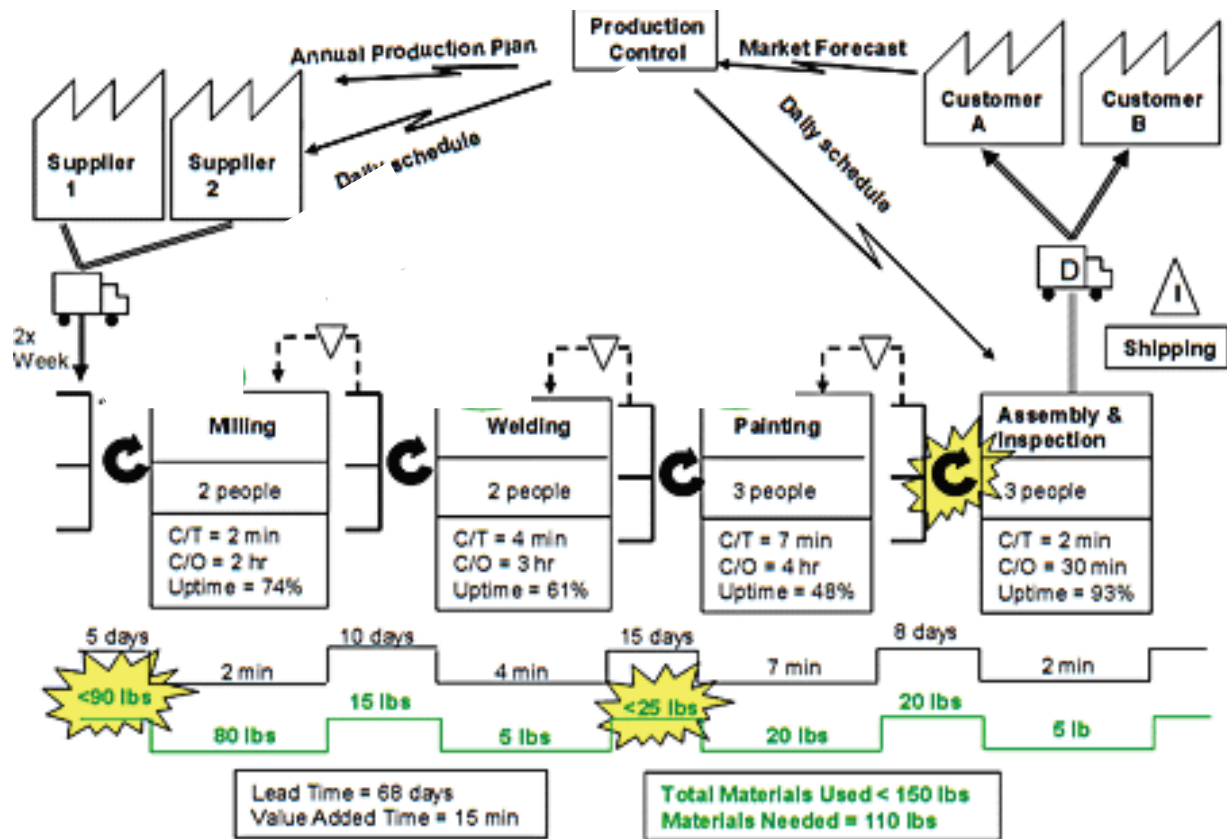 Production
Control
Annual Production Plan
Market Forecast
Daily schedule
Daily schedule
Supplier
1
Supplier
2
Customer
A
Customer
B
2x
Week
D
I
Shipping
Milling
2 people
C/T = 2 min
C/O = 2 hr
Uptime = 74%
Welding
2 people
C/T = 4 min
C/O = 3 hr
Uptime = 61%
Painting
3 people
C/T = 7 min
C/O = 4 hr
Uptime = 48%
Assembly &
Inspection
3 people
C/T = 2 min
C/O = 30 min
Uptime = 93%
5 days
2 min
10 days
4 min
15 days
7 min
8 days
2 min
<90 lbs
80 lbs
15 lbs
5 lbs
<25 lbs
20 lbs
20 lbs
5 lb
Lead Time = 68 days
Value Added Time = 15 min
Total Materials Used < 150 lbs
Materials Needed = 110 lbs